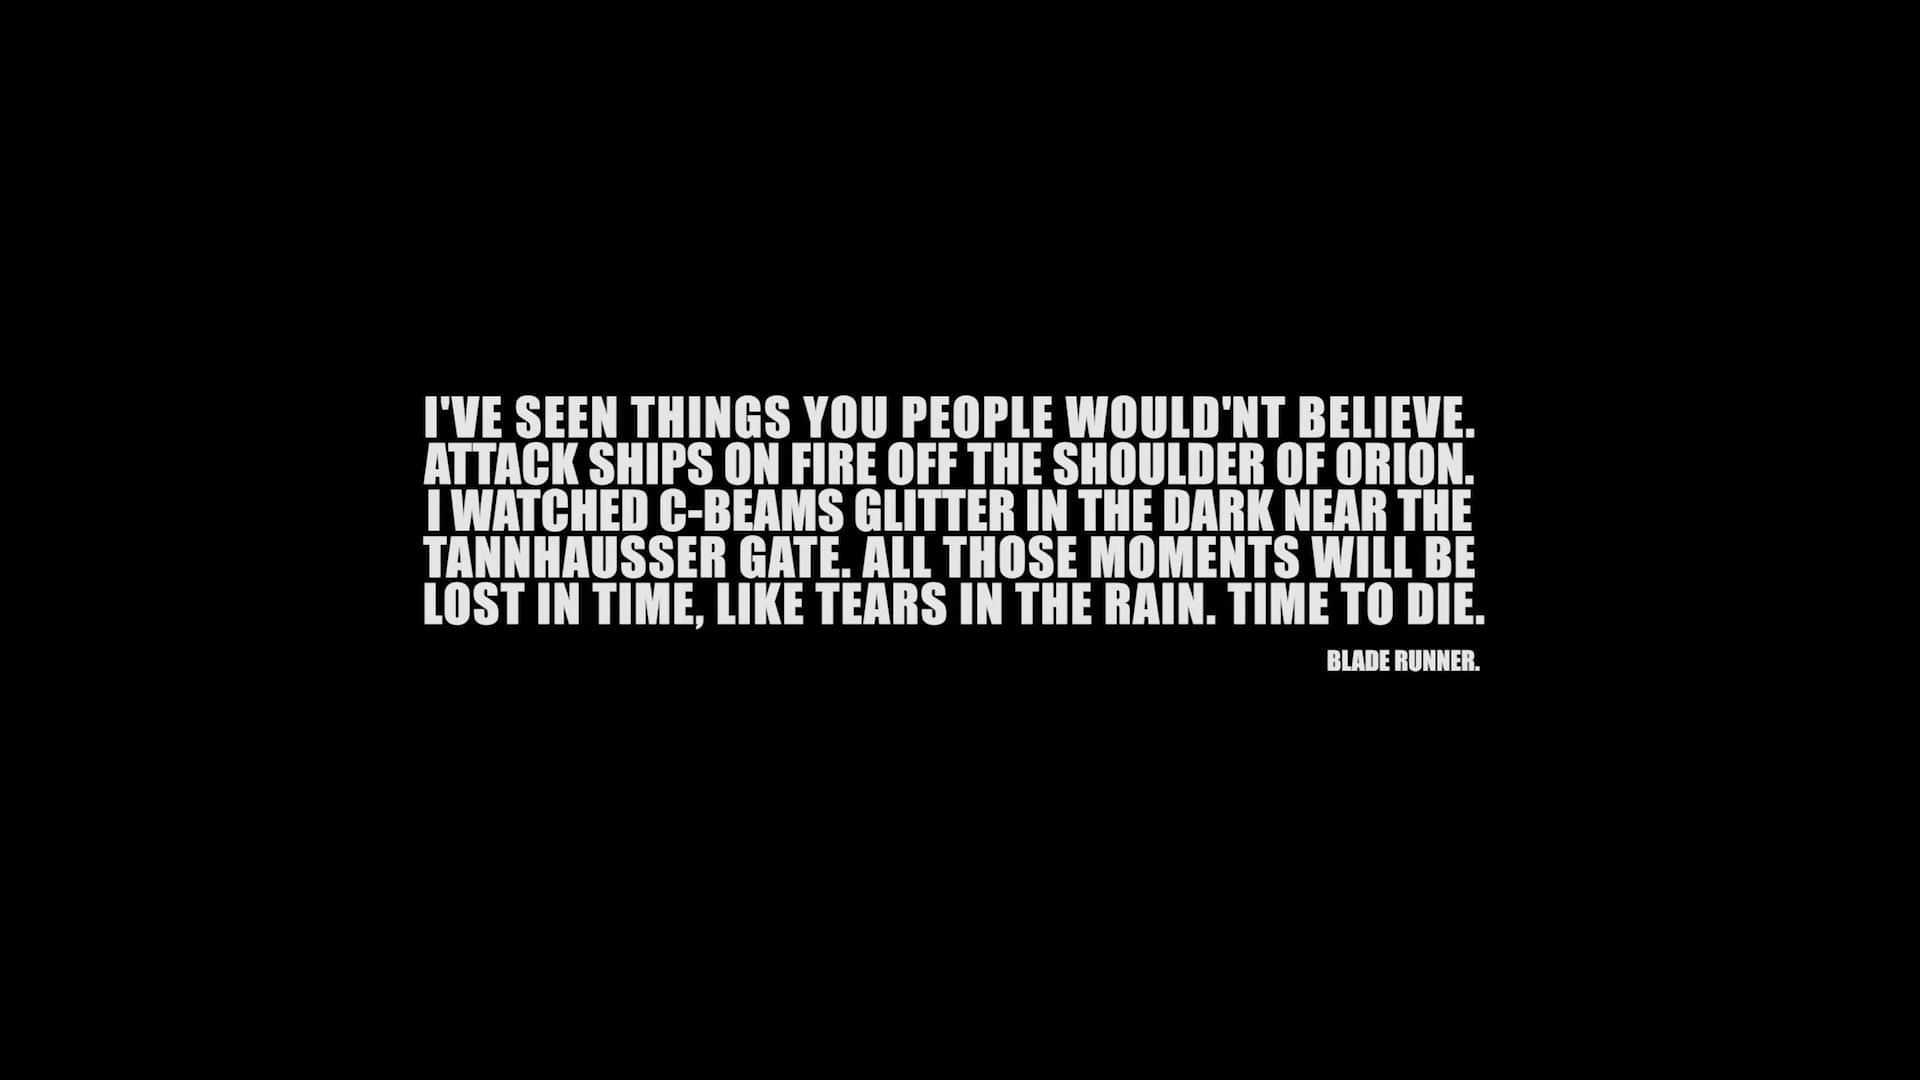 I'VE SEEN THINGS YOU PEOPLE WOULD'NT BELIEVE.
ATTACK SHIPS ON FIRE OFF THE SHOULDER OF ORION.
I WATCHED C-BEAMS GLITTER IN THE DARK NEAR THE
TANNHAUSSER GATE. ALL THOSE MOMENTS WILL BE
LOST IN TIME, LIKE TEARS IN THE RAIN. TIME TO DIE.
BLADE RUNNER.